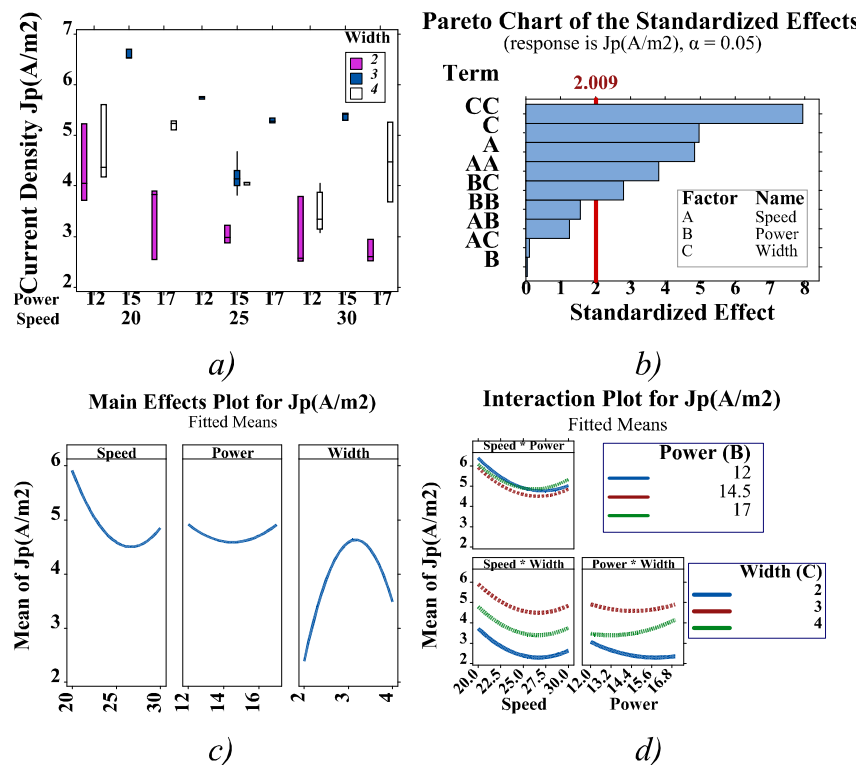 a)
Current Density Jp(A/m2)
7
6
5
4
3
2
Width
2
3
4
Power 12 15 17 12 15 17 12 15 17
Speed 20 25 30
a)
Pareto Chart of the Standardized Effects
(response is Jp(A/m2), α = 0.05)
Term
2.009
CC
C
A
AA
BC
BB
AB
AC
B
Factor Name
A Speed
B Power
C Width
0 1 2 3 4 5 6 7 8
Standardized Effect
b)
Main Effects Plot for Jp(A/m2)
Fitted Means
Speed Power Width
Mean of Jp(A/m2)
6
5
4
3
2
20 25 30 12 14 16 2 3 4
c)
Interaction Plot for Jp(A/m2)
Fitted Means
Speed * Power
6
5
4
3
2
Power (B)
12
14.5
17
Mean of Jp(A/m2)
Speed * Width Power * Width
6
5
4
3
2
Width (C)
2
3
4
20.0 22.5 25.0 27.5 30.0 12.0 13.2 14.4 15.6 16.8
Speed Power
d)